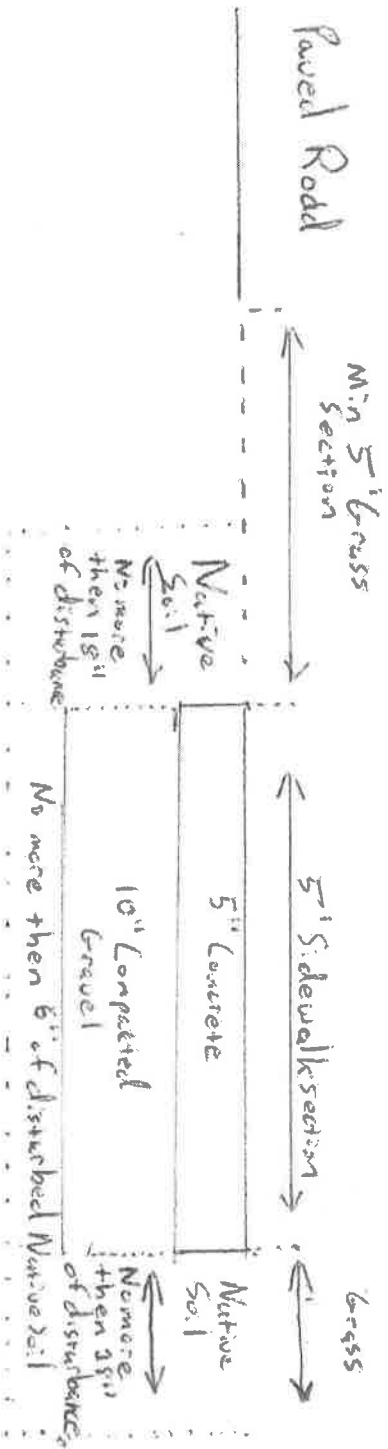 Paved Road
Min 5' Grass
Section
5' Sidewalk section
Grass
Native
Soil
No more
then 18"
of disturbance
5" Concrete
10" Compacted
Gravel
Native
Soil
No more
then 18"
of disturbance
No more then 6" of disturbed Native soil